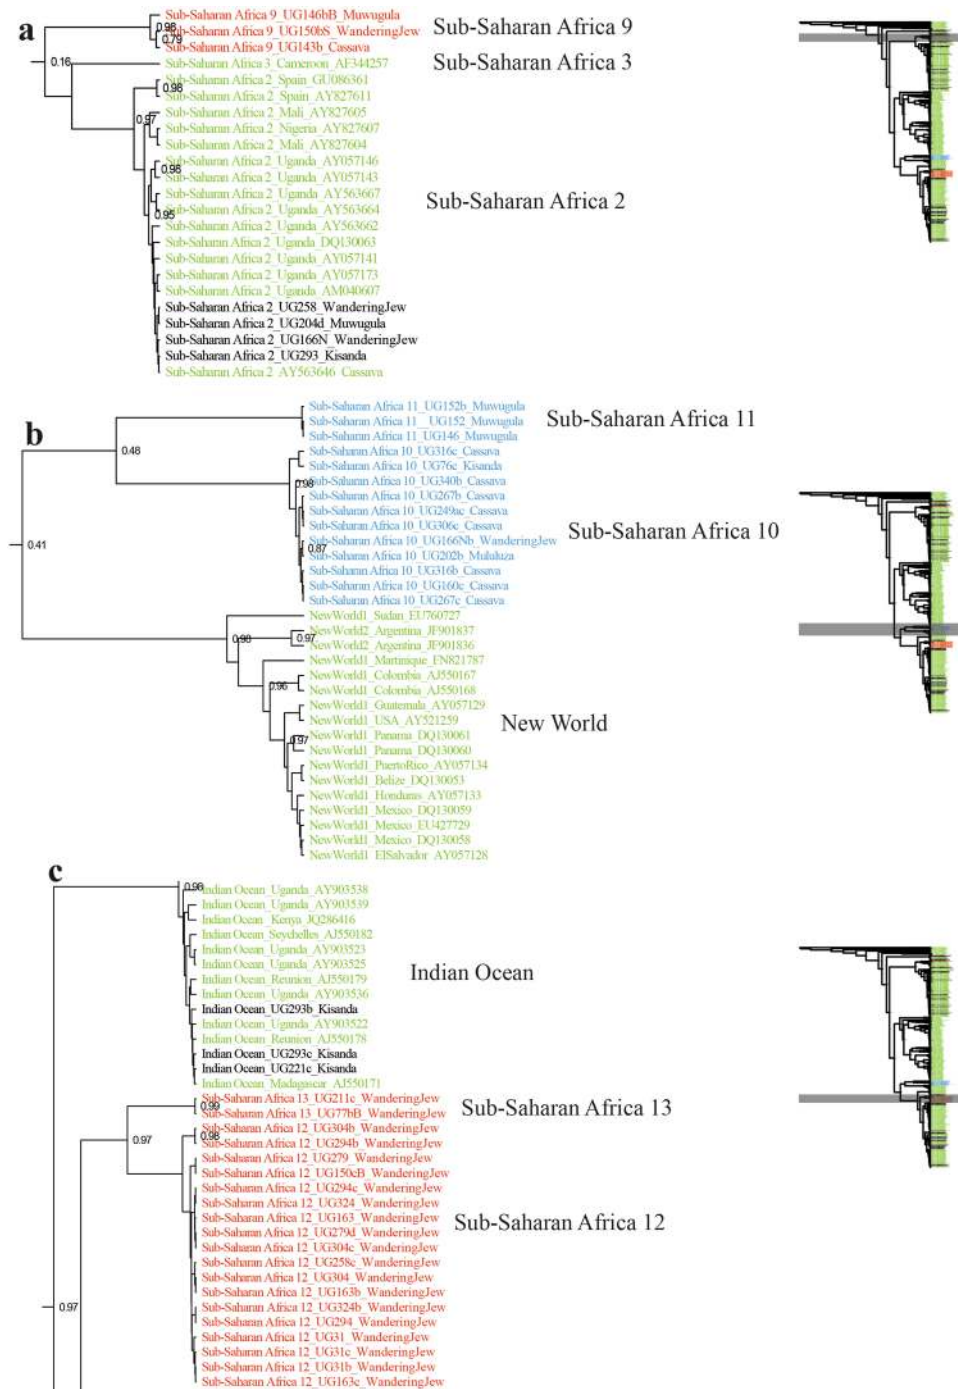 a
Sub-Saharan Africa 9_UG146bB_Muwugula
0.98
Sub-Saharan Africa 9_UG150bS_WanderingJew
Sub-Saharan Africa 9
0.79
Sub-Saharan Africa 9_UG143b_Cassava
0.16
Sub-Saharan Africa 3_Cameroon_AF344257
Sub-Saharan Africa 3
Sub-Saharan Africa 2_Spain_GU086361
0.98
Sub-Saharan Africa 2_Spain_AY827611
Sub-Saharan Africa 2_Mali_AY827605
0.97
Sub-Saharan Africa 2_Nigeria_AY827607
Sub-Saharan Africa 2_Mali_AY827604
Sub-Saharan Africa 2_Uganda_AY057146
0.98
Sub-Saharan Africa 2_Uganda_AY057143
Sub-Saharan Africa 2_Uganda_AY563667
Sub-Saharan Africa 2
0.95
Sub-Saharan Africa 2_Uganda_AY563664
Sub-Saharan Africa 2_Uganda_AY563662
Sub-Saharan Africa 2_Uganda_DQ130063
Sub-Saharan Africa 2_Uganda_AY057141
Sub-Saharan Africa 2_Uganda_AY057173
Sub-Saharan Africa 2_Uganda_AM040607
Sub-Saharan Africa 2_UG258_WanderingJew
Sub-Saharan Africa 2_UG204d_Muwugula
Sub-Saharan Africa 2_UG166N_WanderingJew
Sub-Saharan Africa 2_UG293_Kisanda
Sub-Saharan Africa 2_AY563646_Cassava
b
Sub-Saharan Africa 11_UG152b_Muwugula
Sub-Saharan Africa 11__UG152_Muwugula
Sub-Saharan Africa 11
Sub-Saharan Africa 11_UG146_Muwugula
0.48
Sub-Saharan Africa 10_UG316c_Cassava
Sub-Saharan Africa 10_UG76c_Kisanda
0.98
Sub-Saharan Africa 10_UG340b_Cassava
Sub-Saharan Africa 10_UG267b_Cassava
Sub-Saharan Africa 10_UG249ac_Cassava
Sub-Saharan Africa 10_UG306c_Cassava
Sub-Saharan Africa 10
0.41
0.87
Sub-Saharan Africa 10_UG166Nb_WanderingJew
Sub-Saharan Africa 10_UG202b_Mululuza
Sub-Saharan Africa 10_UG316b_Cassava
Sub-Saharan Africa 10_UG160c_Cassava
Sub-Saharan Africa 10_UG267c_Cassava
NewWorld1_Sudan_EU760727
0.98
NewWorld2_Argentina_JF901837
0.97
NewWorld2_Argentina_JF901836
NewWorld1_Martinique_FN821787
NewWorld1_Colombia_AJ550167
0.96
NewWorld1_Colombia_AJ550168
NewWorld1_Guatemala_AY057129
NewWorld1_USA_AY521259
New World
NewWorld1_Panama_DQ130061
0.97
NewWorld1_Panama_DQ130060
NewWorld1_PuertoRico_AY057134
NewWorld1_Belize_DQ130053
NewWorld1_Honduras_AY057133
NewWorld1_Mexico_DQ130059
NewWorld1_Mexico_EU427729
NewWorld1_Mexico_DQ130058
NewWorld1_ElSalvador_AY057128
c
0.98
Indian Ocean_Uganda_AY903538
Indian Ocean_Uganda_AY903539
Indian Ocean_Kenya_JQ286416
Indian Ocean_Seychelles_AJ550182
Indian Ocean_Uganda_AY903523
Indian Ocean_Uganda_AY903525
Indian Ocean
Indian Ocean_Reunion_AJ550179
Indian Ocean_Uganda_AY903536
Indian Ocean_UG293b_Kisanda
Indian Ocean_Uganda_AY903522
Indian Ocean_Reunion_AJ550178
Indian Ocean_UG293c_Kisanda
Indian Ocean_UG221c_Kisanda
Indian Ocean_Madagascar_AJ550171
Sub-Saharan Africa 13_UG211c_WanderingJew
0.99
Sub-Saharan Africa 13
Sub-Saharan Africa 13_UG77bB_WanderingJew
Sub-Saharan Africa 12_UG304b_WanderingJew
0.97
0.98
Sub-Saharan Africa 12_UG294b_WanderingJew
Sub-Saharan Africa 12_UG279_WanderingJew
Sub-Saharan Africa 12_UG150cB_WanderingJew
Sub-Saharan Africa 12_UG294c_WanderingJew
Sub-Saharan Africa 12_UG324_WanderingJew
Sub-Saharan Africa 12_UG163_WanderingJew
Sub-Saharan Africa 12
Sub-Saharan Africa 12_UG279d_WanderingJew
Sub-Saharan Africa 12_UG304c_WanderingJew
Sub-Saharan Africa 12_UG258c_WanderingJew
Sub-Saharan Africa 12_UG304_WanderingJew
Sub-Saharan Africa 12_UG163b_WanderingJew
0.97
Sub-Saharan Africa 12_UG324b_WanderingJew
Sub-Saharan Africa 12_UG294_WanderingJew
Sub-Saharan Africa 12_UG31_WanderingJew
Sub-Saharan Africa 12_UG31c_WanderingJew
Sub-Saharan Africa 12_UG31b_WanderingJew
Sub-Saharan Africa 12_UG163c_WanderingJew